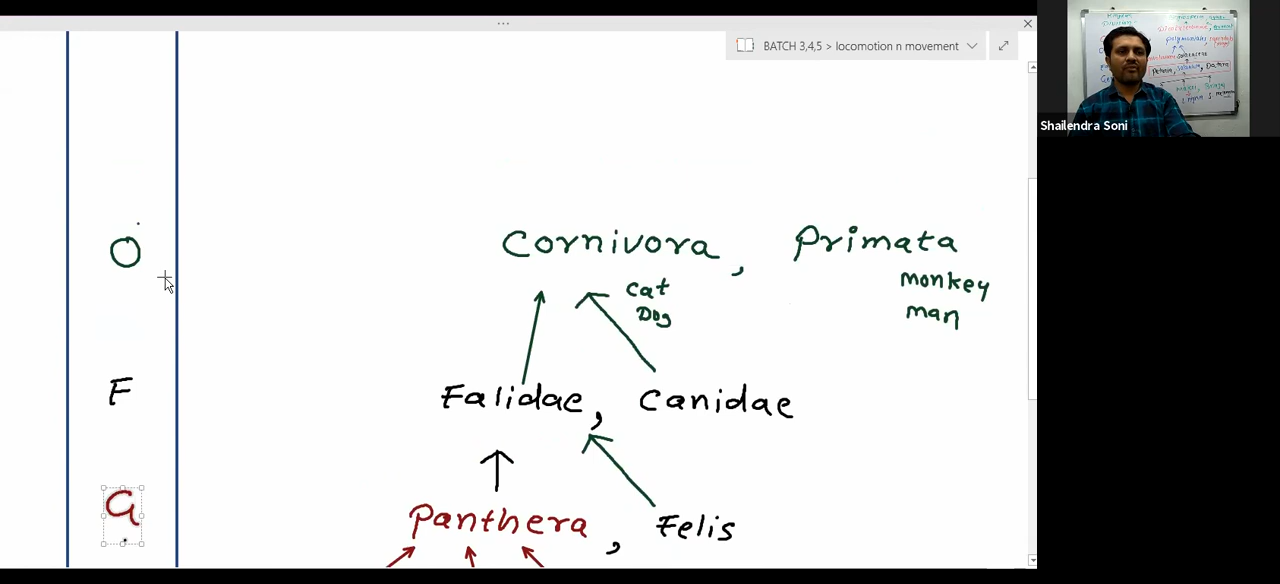 BATCH 3,4,5 > locomotion n movement
Shailendra Soni
O
Cornivora, Primata
cat
Dog
monkey
man
F
Falidae, Canidae
G
Panthera, Felis